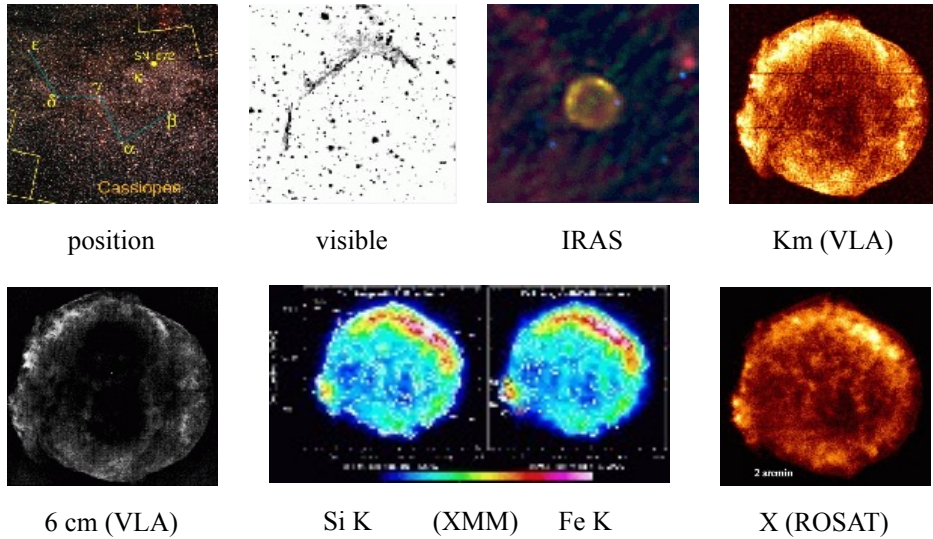 ε
SN 1572
κ
δ
γ
β
α
Cassiopea
position
visible
IRAS
Km (VLA)
2 arcmin
6 cm (VLA)
Si K
(XMM)
Fe K
X (ROSAT)